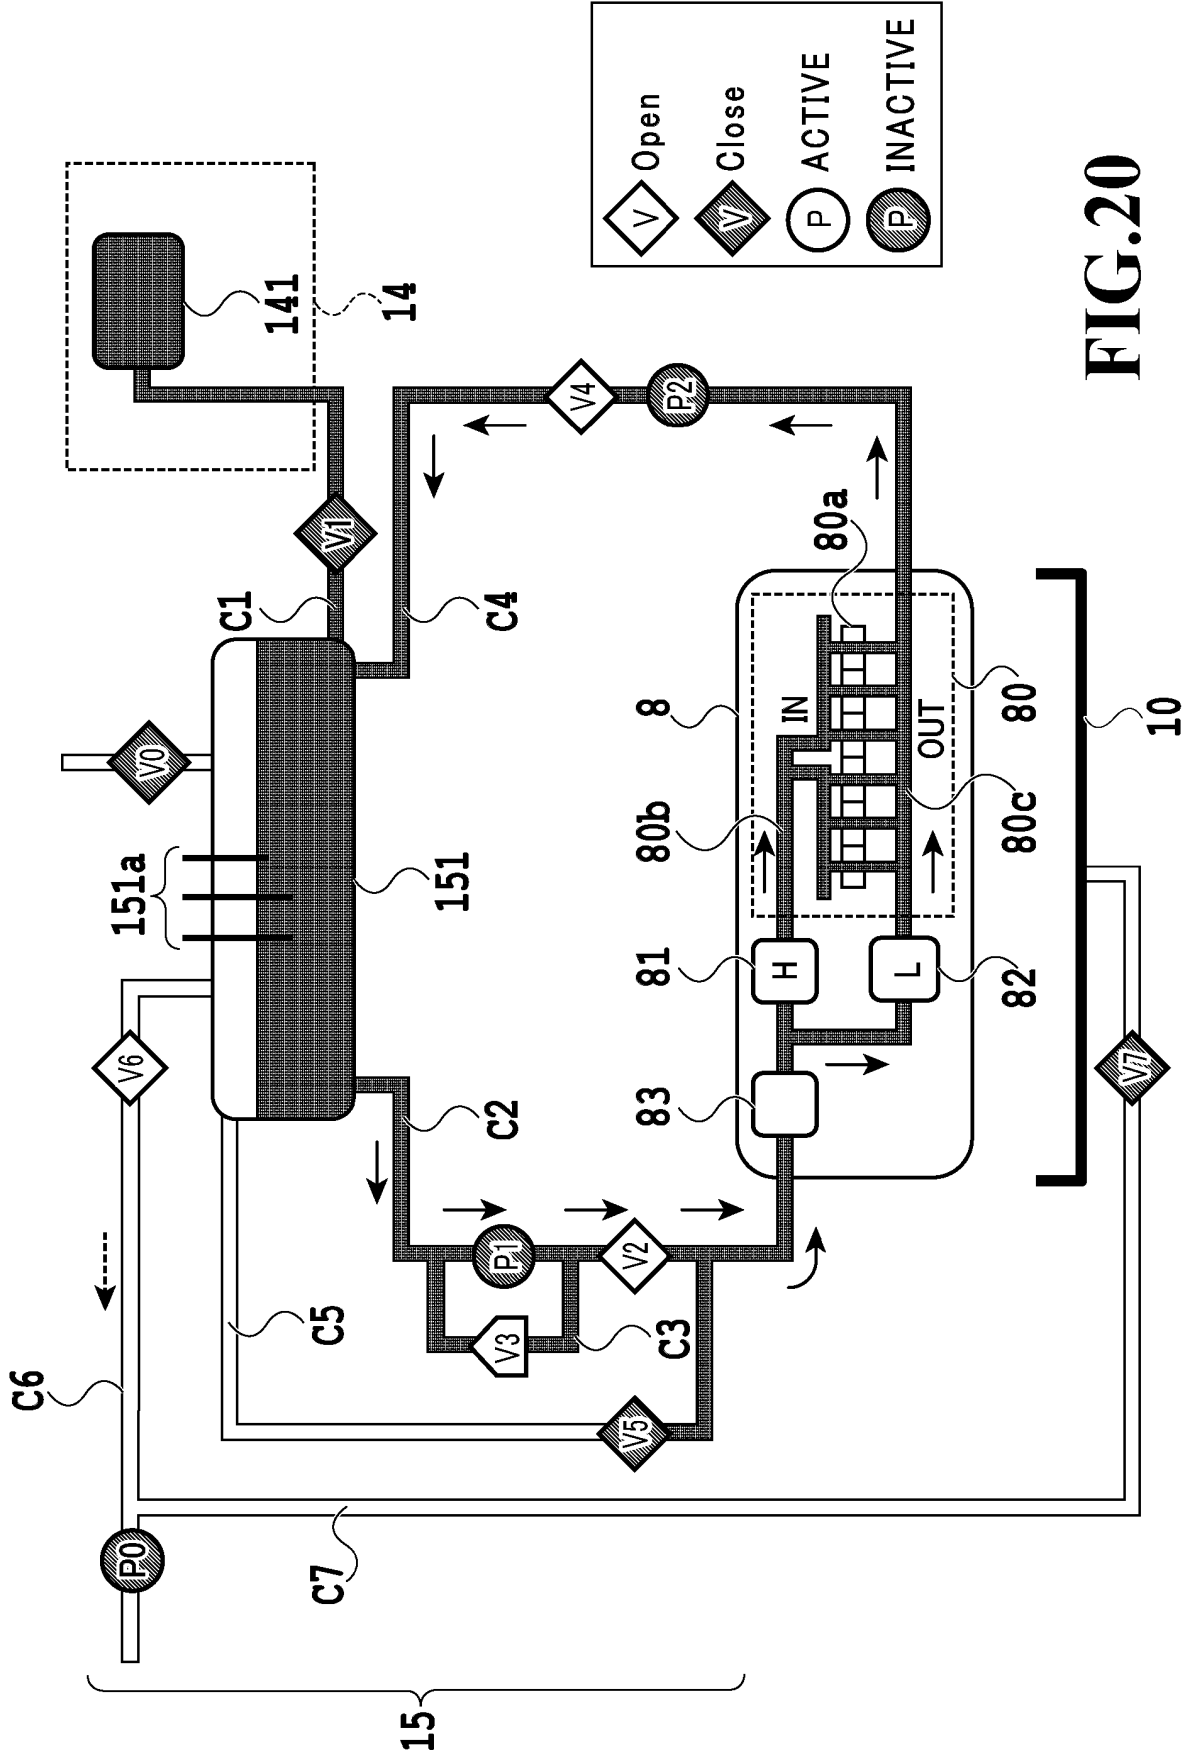 15
C6
P0
C7
V6
151a
V0
C5
151
C1
V1
141
14
C2
C4
P1
V3
C3
V2
V5
V4
P2
8
83
81
H
82
L
80b
IN
OUT
80c
80a
80
10
V7
V Open
V Close
P ACTIVE
P INACTIVE
FIG.20